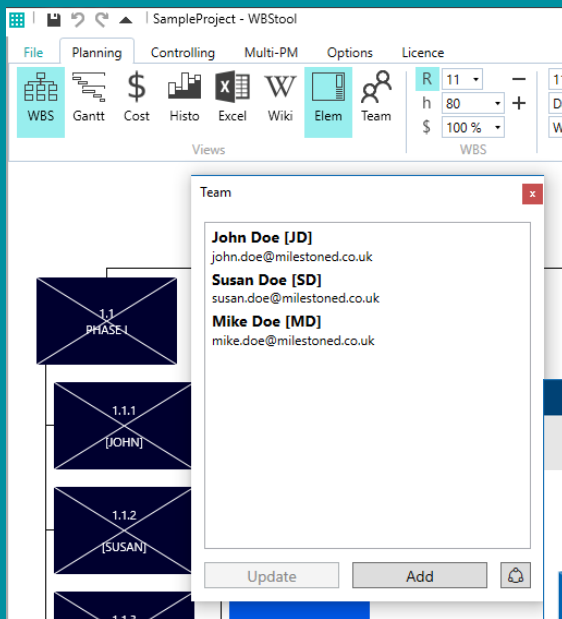 SampleProject - WBStool
File Planning Controlling Multi-PM Options Licence
WBS Gantt Cost Histo Excel Wiki Elem Team
R 11
h 80
$ 100 %
Views WBS
Team
x
John Doe [JD]
john.doe@milestoned.co.uk
Susan Doe [SD]
susan.doe@milestoned.co.uk
Mike Doe [MD]
mike.doe@milestoned.co.uk
1.1
PHASE I
1.1.1
[JOHN]
1.1.2
[SUSAN]
1.1.3
Update Add